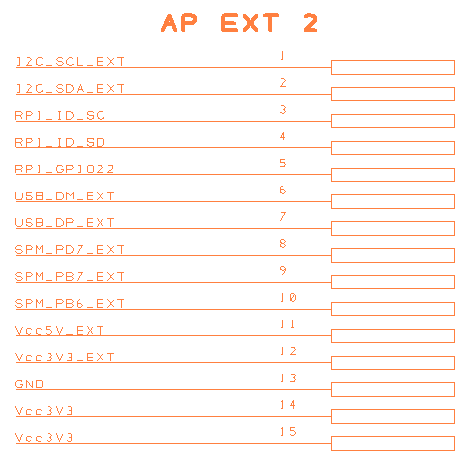 AP EXT 2
I2C_SCL_EXT 1
I2C_SDA_EXT 2
RPI_ID_SC 3
RPI_ID_SD 4
RPI_GPIO22 5
USB_DM_EXT 6
USB_DP_EXT 7
SPM_PD7_EXT 8
SPM_PB7_EXT 9
SPM_PB6_EXT 10
Vcc5V_EXT 11
Vcc3V3_EXT 12
GND 13
Vcc3V3 14
Vcc3V3 15